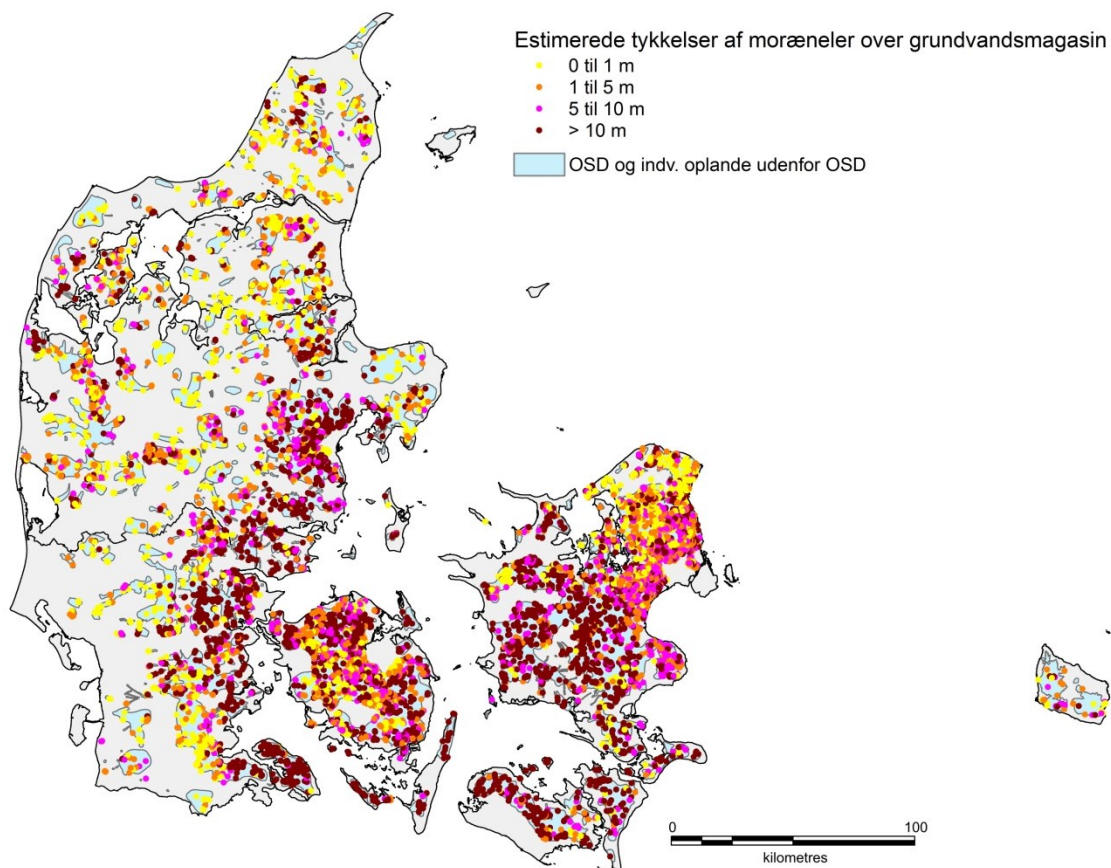 Estimerede tykkelser af moræneler over grundvandsmagasin
0 til 1 m
1 til 5 m
5 til 10 m
> 10 m
OSD og indv. oplande udenfor OSD
0 100
kilometres